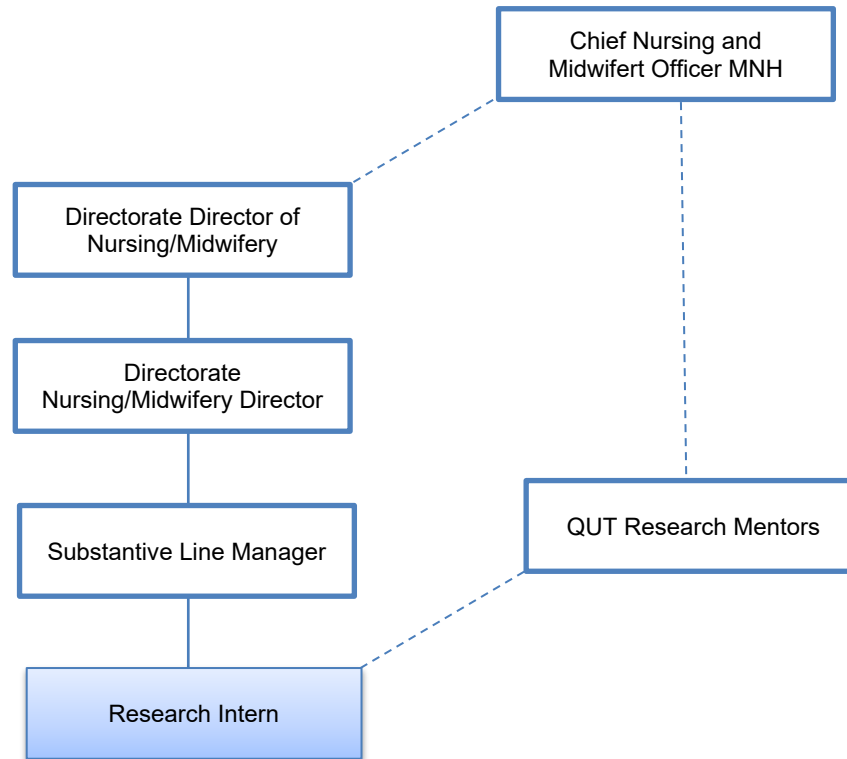 Chief Nursing and
Midwifert Officer MNH
Directorate Director of
Nursing/Midwifery
Directorate
Nursing/Midwifery Director
Substantive Line Manager
QUT Research Mentors
Research Intern